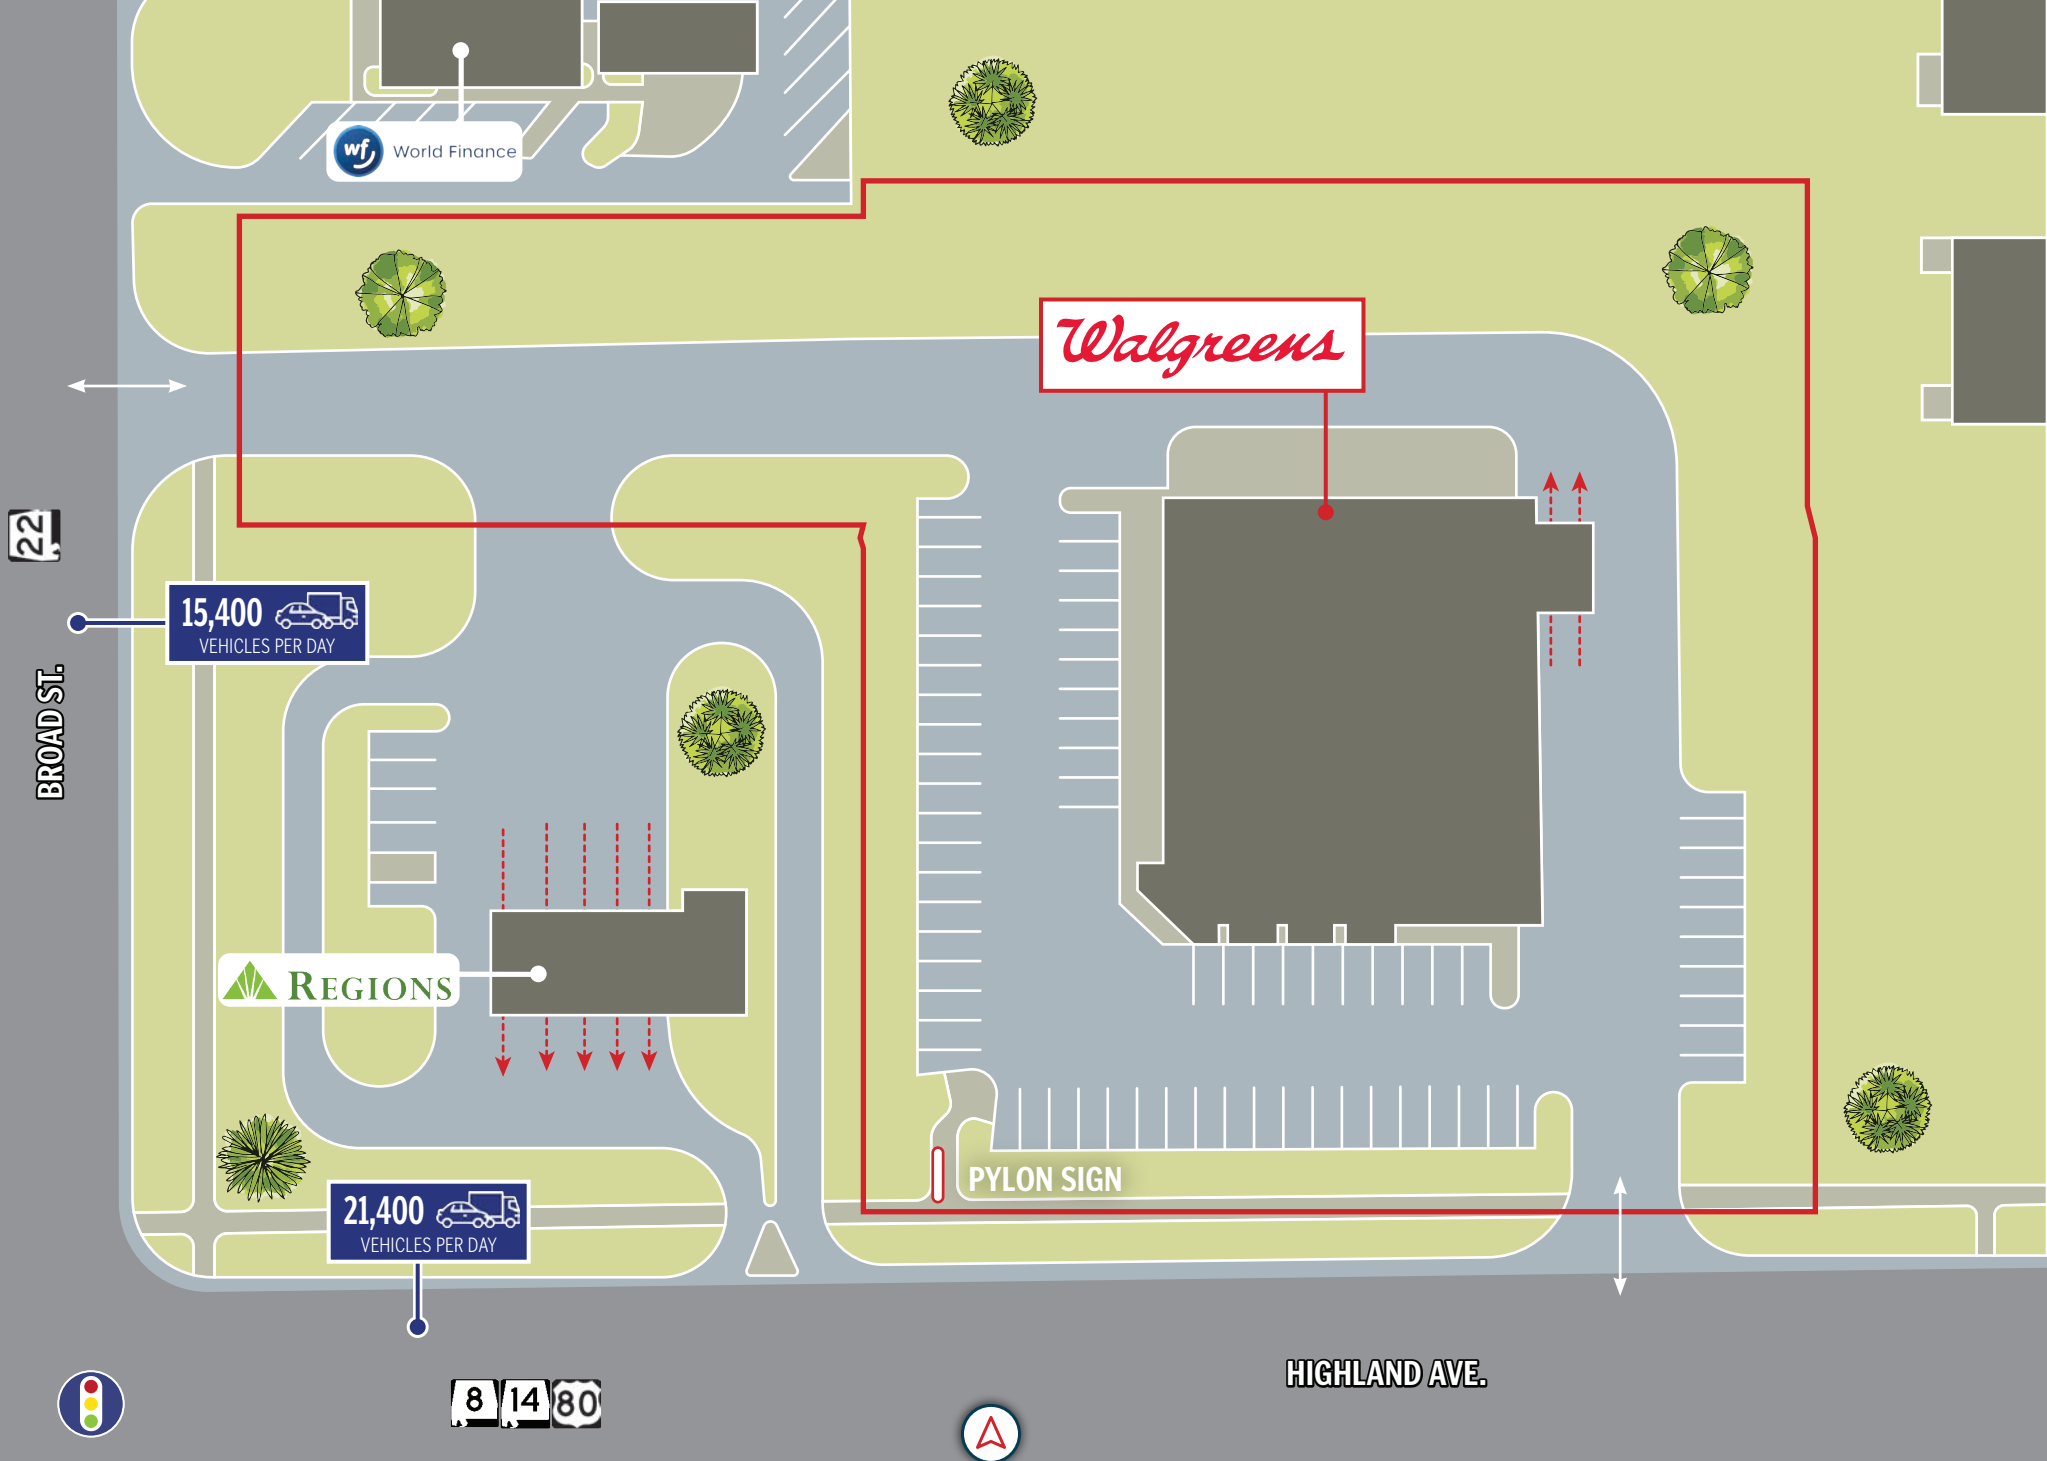 wf World Finance
Walgreens
22
15,400
VEHICLES PER DAY
BROAD ST.
REGIONS
PYLON SIGN
21,400
VEHICLES PER DAY
HIGHLAND AVE.
8 14 80